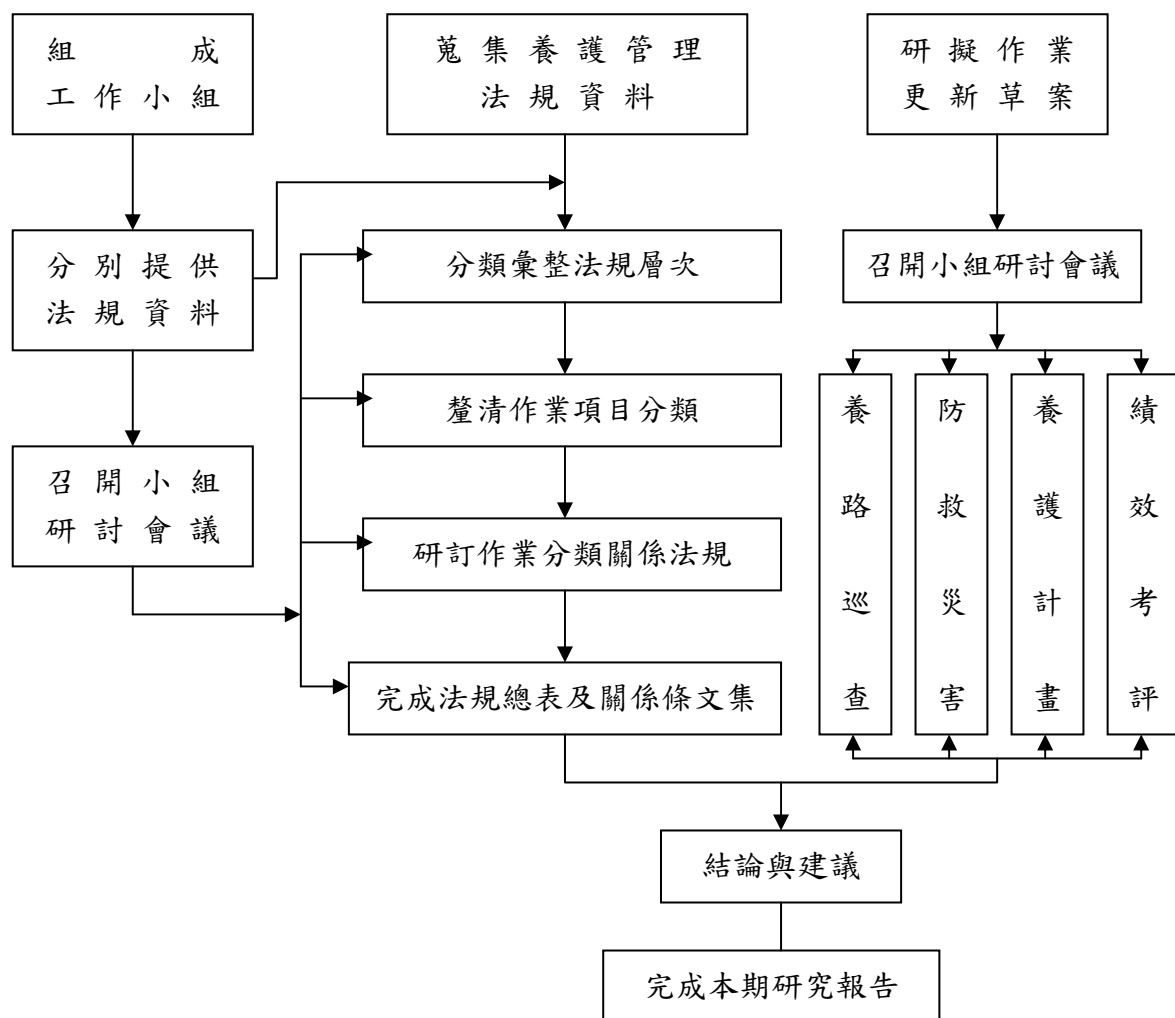 組成
工作小組
蒐集養護管理
法規資料
研擬作業
更新草案
分別提供
法規資料
分類彙整法規層次
召開小組研討會議
釐清作業項目分類
召開小組
研討會議
研訂作業分類關係法規
完成法規總表及關係條文集
養路巡查
防救災害
養護計畫
績效考評
結論與建議
完成本期研究報告